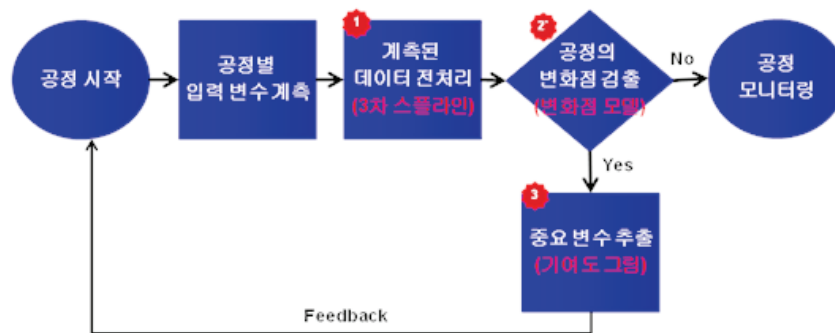 공정 시작
공정별
입력 변수 계측
1
계측된
데이터 전처리
(3차 스플라인)
2
공정의
변화점 검출
(변화점 모델)
No
공정
모니터링
Yes
3
중요 변수 추출
(기여도 그림)
Feedback